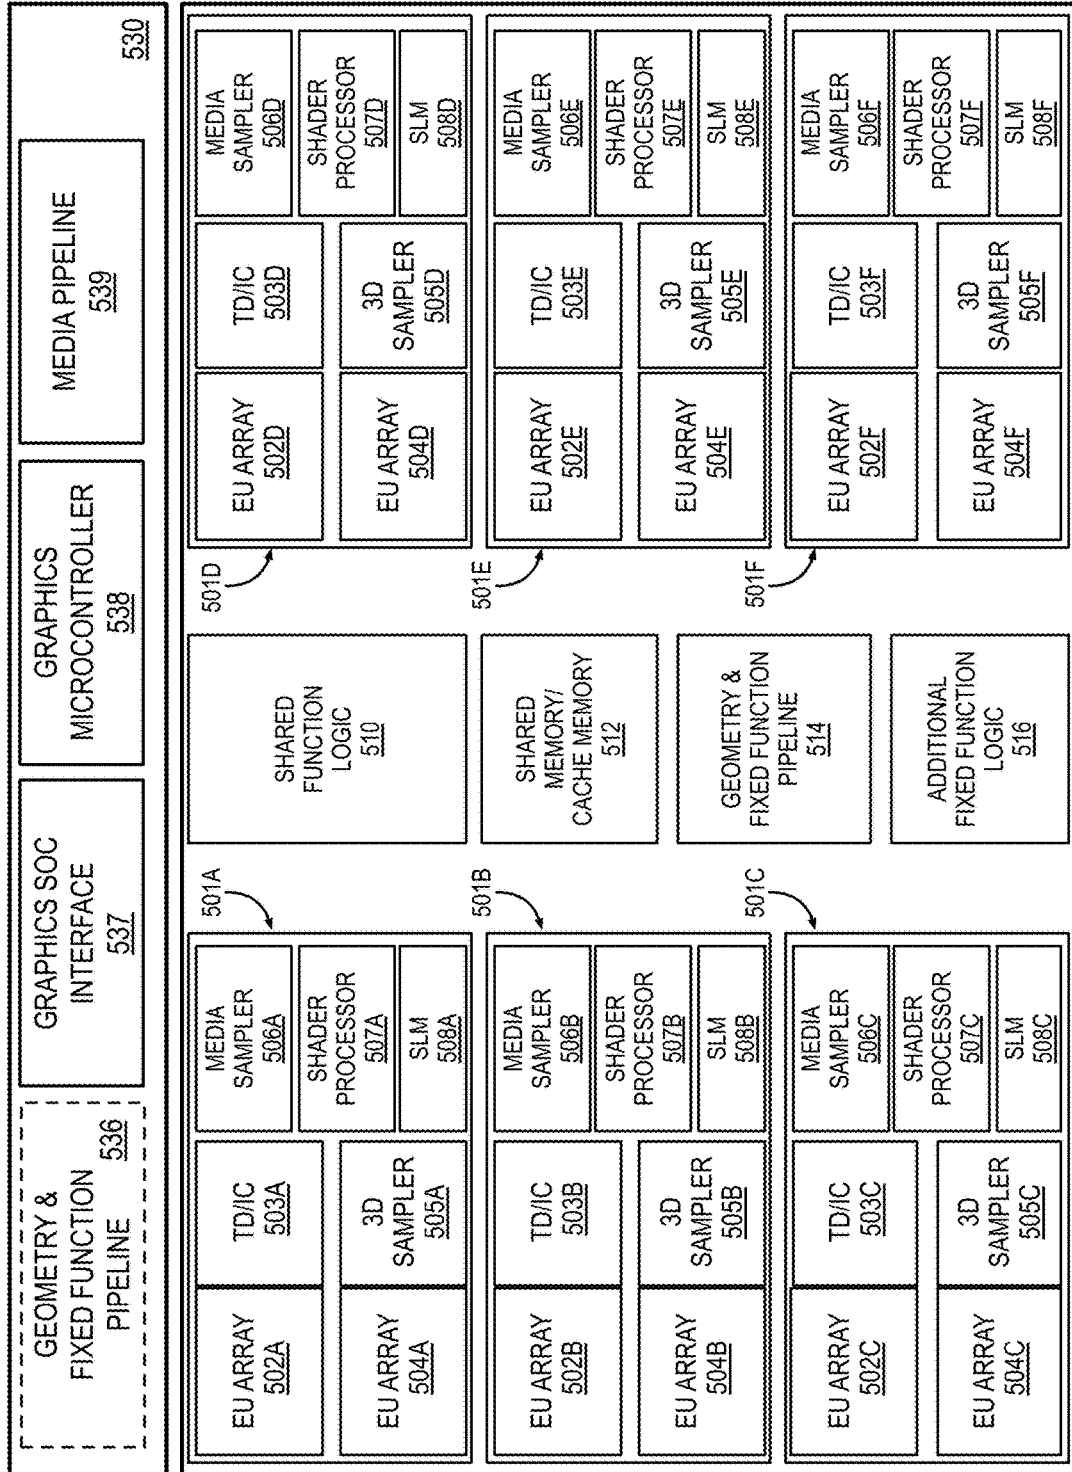 530
GEOMETRY &
FIXED FUNCTION
PIPELINE
536
GRAPHICS SOC
INTERFACE
537
GRAPHICS
MICROCONTROLLER
538
MEDIA PIPELINE
539
501A
EU ARRAY
502A
TD/IC
503A
MEDIA
SAMPLER
506A
SHADER
PROCESSOR
507A
EU ARRAY
504A
3D
SAMPLER
505A
SLM
508A
SHARED
FUNCTION
LOGIC
510
501D
EU ARRAY
502D
TD/IC
503D
MEDIA
SAMPLER
506D
SHADER
PROCESSOR
507D
EU ARRAY
504D
3D
SAMPLER
505D
SLM
508D
501B
EU ARRAY
502B
TD/IC
503B
MEDIA
SAMPLER
506B
SHADER
PROCESSOR
507B
EU ARRAY
504B
3D
SAMPLER
505B
SLM
508B
SHARED
MEMORY/
CACHE MEMORY
512
501E
EU ARRAY
502E
TD/IC
503E
MEDIA
SAMPLER
506E
SHADER
PROCESSOR
507E
EU ARRAY
504E
3D
SAMPLER
505E
SLM
508E
GEOMETRY &
FIXED FUNCTION
PIPELINE
514
501C
EU ARRAY
502C
TD/IC
503C
MEDIA
SAMPLER
506C
SHADER
PROCESSOR
507C
EU ARRAY
504C
3D
SAMPLER
505C
SLM
508C
ADDITIONAL
FIXED FUNCTION
LOGIC
516
501F
EU ARRAY
502F
TD/IC
503F
MEDIA
SAMPLER
506F
SHADER
PROCESSOR
507F
EU ARRAY
504F
3D
SAMPLER
505F
SLM
508F